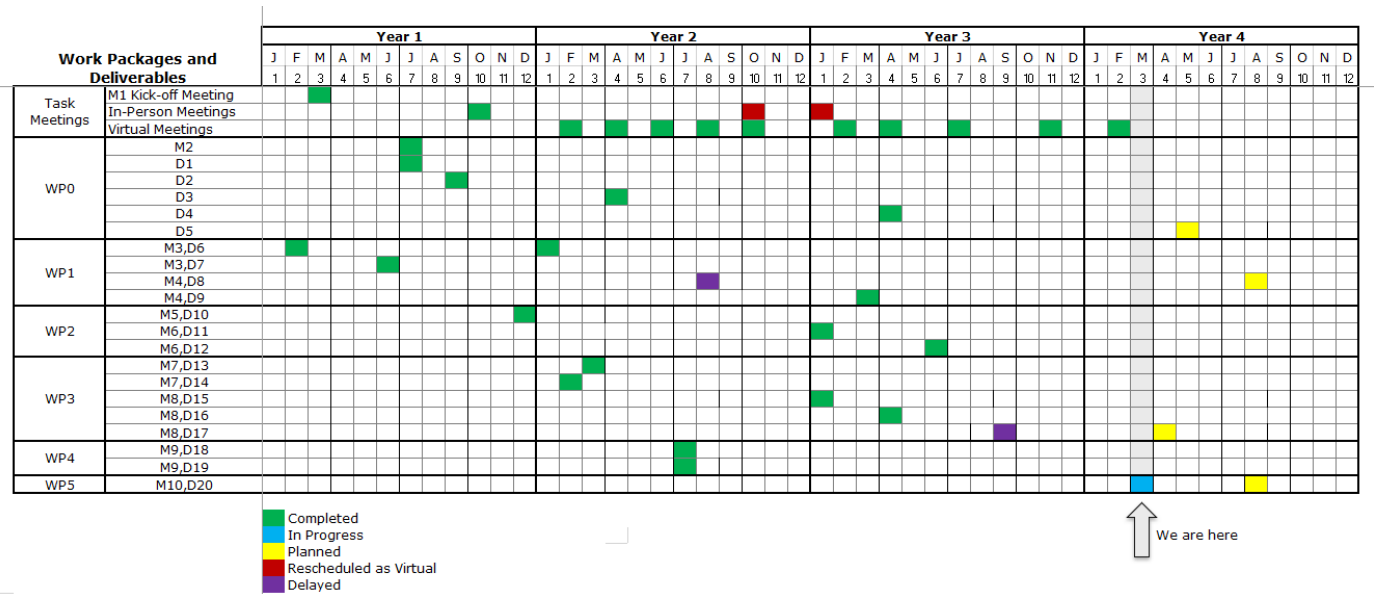 Year 1 Year 2 Year 3 Year 4
Work Packages and J F M A M J J A S O N D J F M A M J J A S O N D J F M A M J J A S O N D J F M A M J J A S O N D
Deliverables 1 2 3 4 5 6 7 8 9 10 11 12 1 2 3 4 5 6 7 8 9 10 11 12 1 2 3 4 5 6 7 8 9 10 11 12 1 2 3 4 5 6 7 8 9 10 11 12
Task Meetings
M1 Kick-off Meeting
In-Person Meetings
Virtual Meetings
WP0
M2
D1
D2
D3
D4
D5
WP1
M3,D6
M3,D7
M4,D8
M4,D9
WP2
M5,D10
M6,D11
M6,D12
WP3
M7,D13
M7,D14
M8,D15
M8,D16
M8,D17
WP4
M9,D18
M9,D19
WP5
M10,D20
Completed
In Progress
Planned
Rescheduled as Virtual
Delayed
We are here